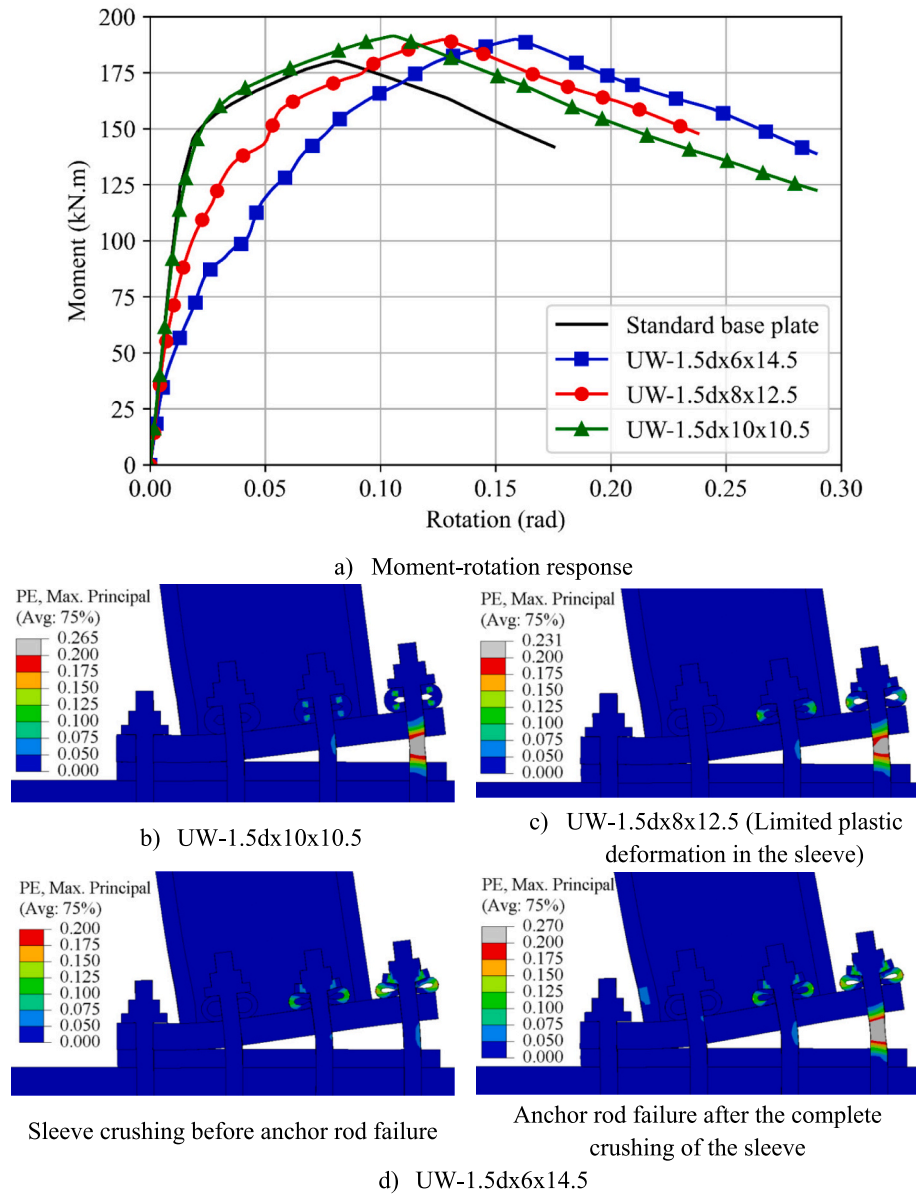 200
175
150
125
100
75
50
25
0
Moment (kN.m)
0.00 0.05 0.10 0.15 0.20 0.25 0.30
Rotation (rad)
Standard base plate
UW-1.5dx6x14.5
UW-1.5dx8x12.5
UW-1.5dx10x10.5
a) Moment-rotation response
PE, Max. Principal
(Avg: 75%)
0.265
0.200
0.175
0.150
0.125
0.100
0.075
0.050
0.000
b) UW-1.5dx10x10.5
PE, Max. Principal
(Avg: 75%)
0.231
0.200
0.175
0.150
0.125
0.100
0.075
0.050
0.000
c) UW-1.5dx8x12.5 (Limited plastic
deformation in the sleeve)
PE, Max. Principal
(Avg: 75%)
0.200
0.175
0.150
0.125
0.100
0.075
0.050
0.000
Sleeve crushing before anchor rod failure
PE, Max. Principal
(Avg: 75%)
0.270
0.200
0.175
0.150
0.125
0.100
0.075
0.050
0.000
Anchor rod failure after the complete
crushing of the sleeve
d) UW-1.5dx6x14.5